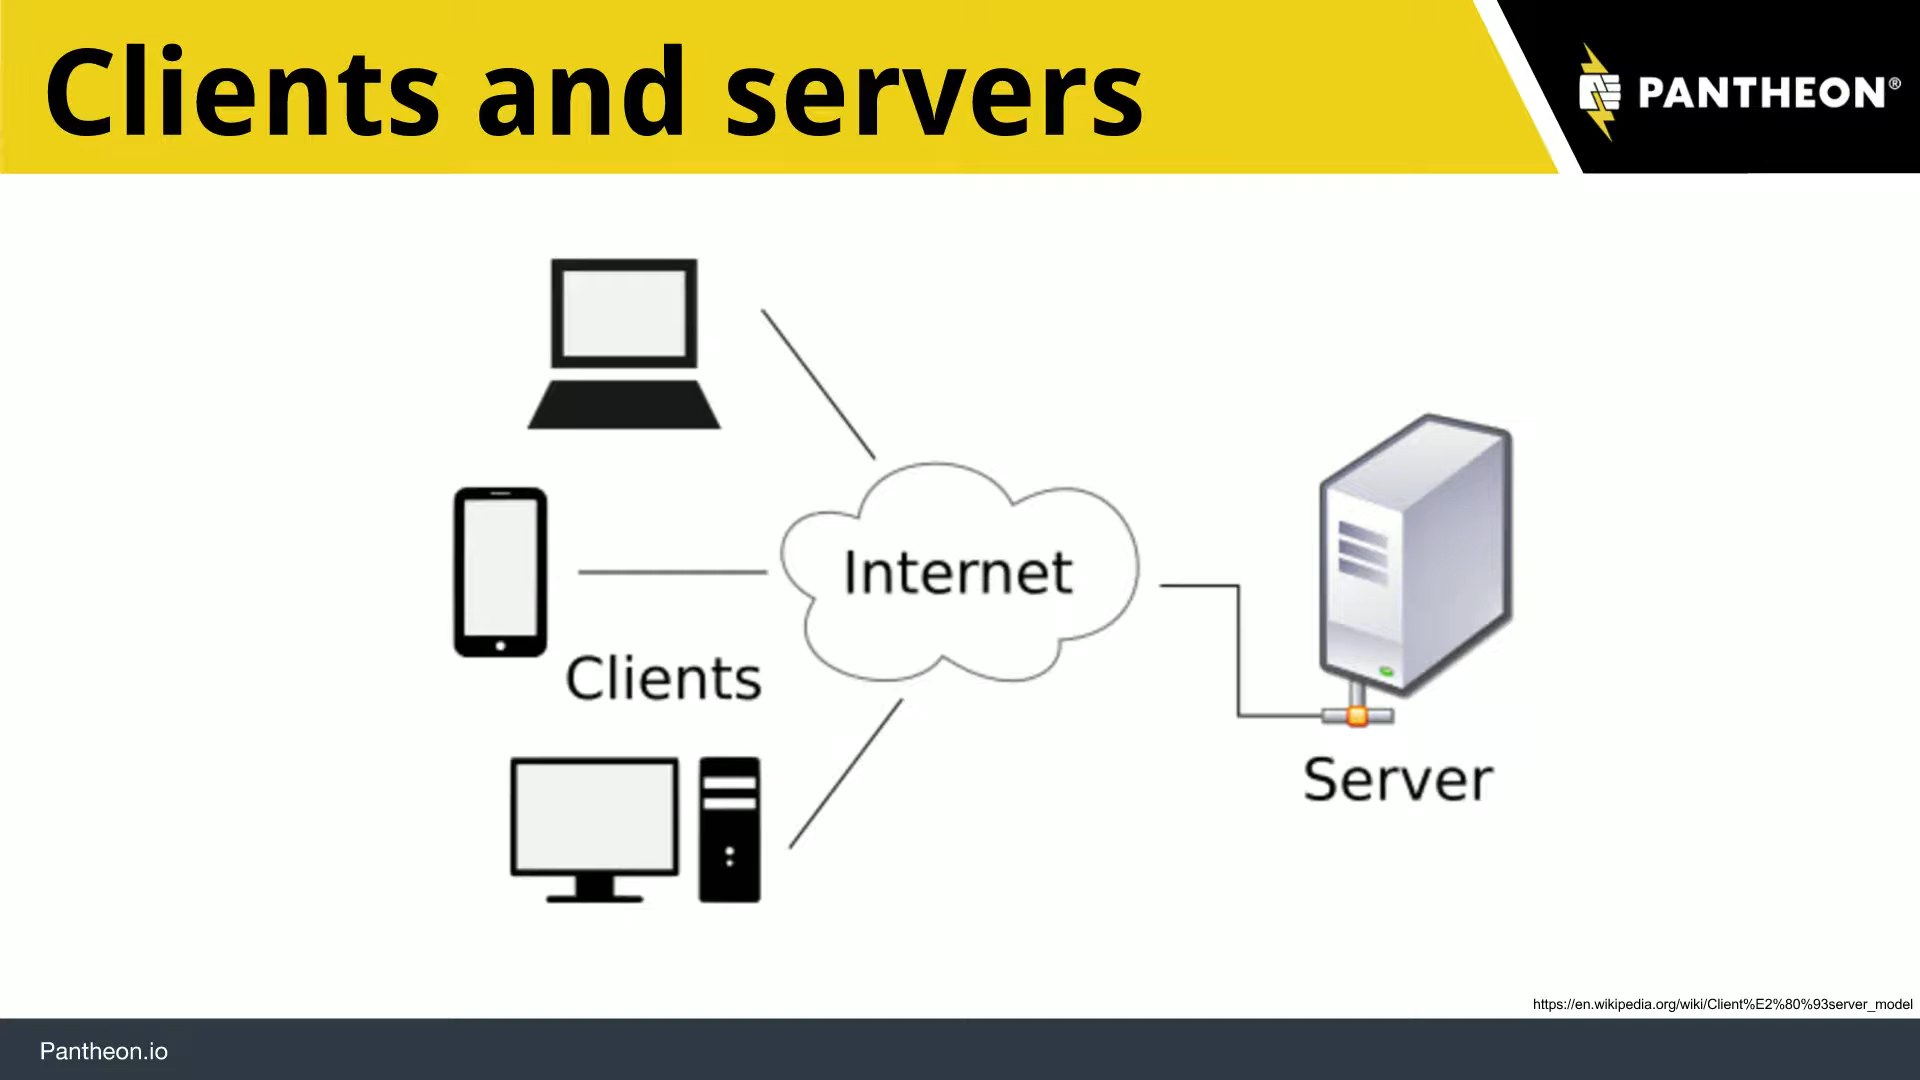 Clients and servers
PANTHEON®
Internet
Clients
Server
https://en.wikipedia.org/wiki/Client%E2%80%93server_model
Pantheon.io